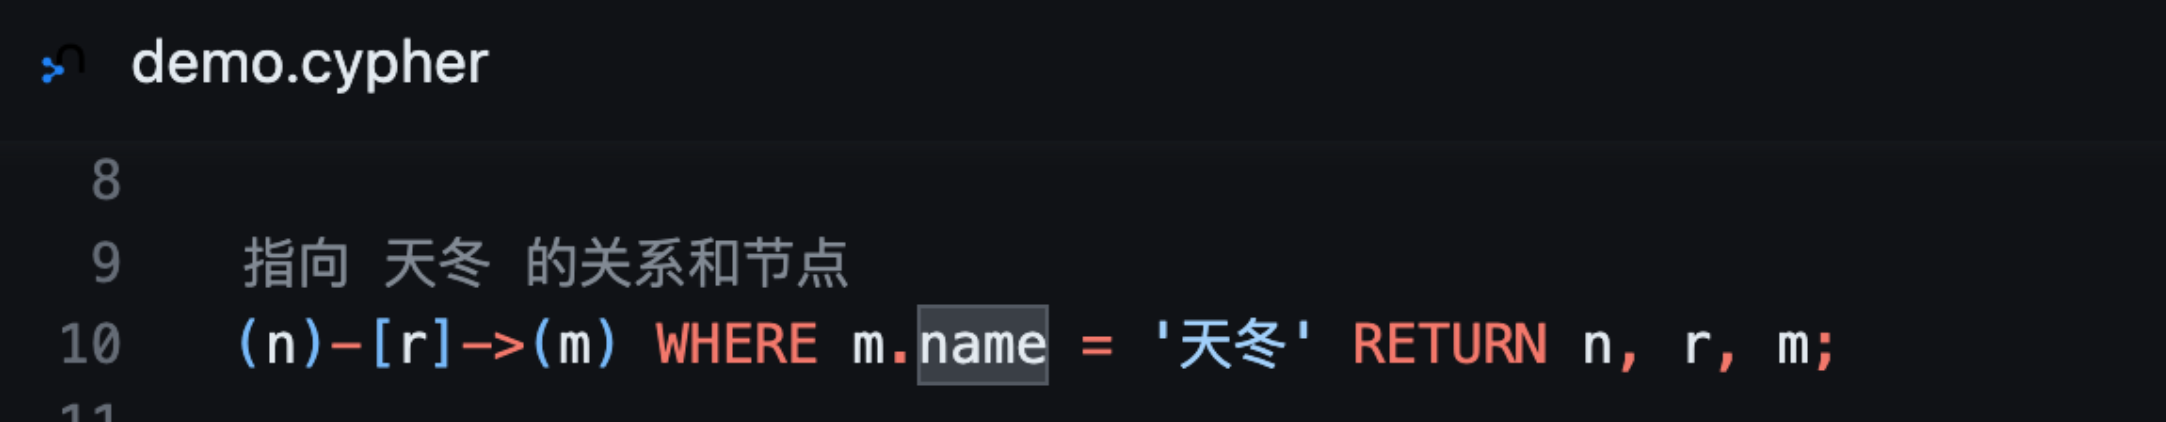 demo.cypher
8
9 指向 天冬 的关系和节点
10 (n)-[r]->(m) WHERE m.name = '天冬' RETURN n, r, m;
11